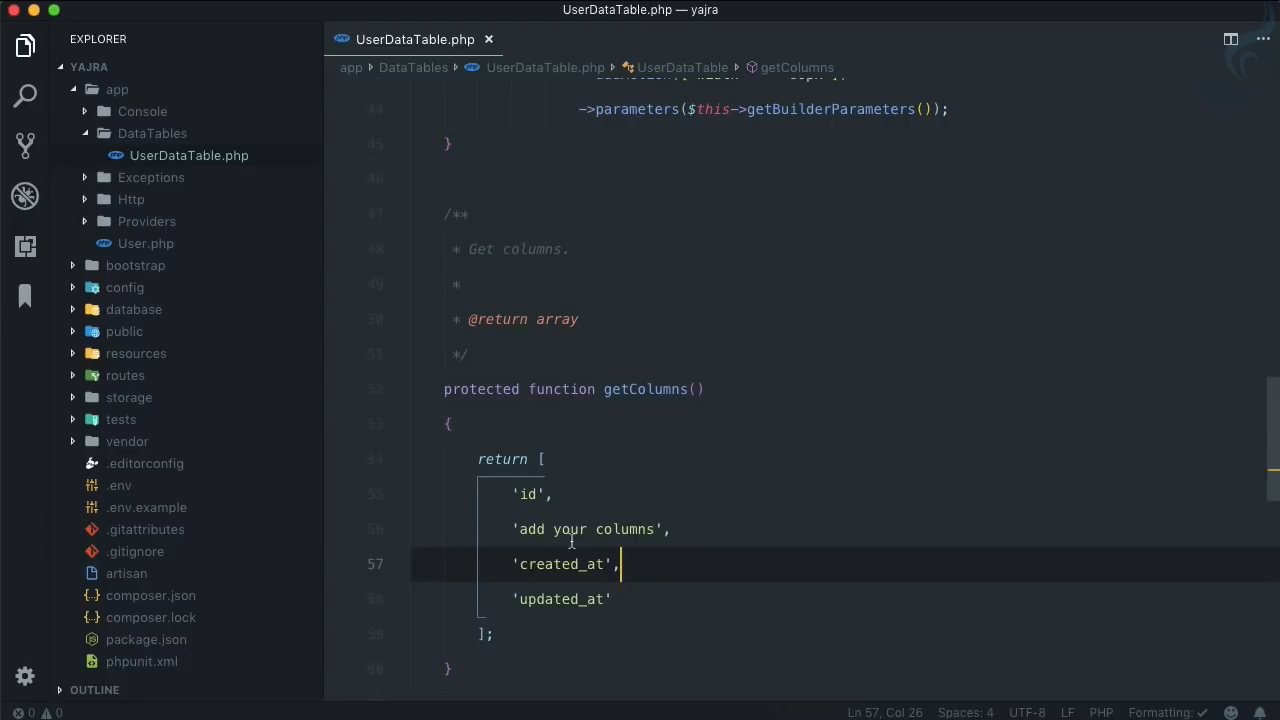 UserDataTable.php — yajra
EXPLORER
YAJRA
app
Console
DataTables
UserDataTable.php
Exceptions
Http
Providers
User.php
bootstrap
config
database
public
resources
routes
storage
tests
vendor
.editorconfig
.env
.env.example
.gitattributes
.gitignore
artisan
composer.json
composer.lock
package.json
phpunit.xml
OUTLINE
UserDataTable.php ×
app DataTables UserDataTable.php UserDataTable getColumns
44 ->parameters($this->getBuilderParameters());
45 }
46
47 /**
48 * Get columns.
49 *
50 * @return array
51 */
52 protected function getColumns()
53 {
54 return [
55 'id',
56 'add your columns',
57 'created_at',
58 'updated_at'
59 ];
60 }
0 0 Ln 57, Col 26 Spaces: 4 UTF-8 LF PHP Formatting: ✓